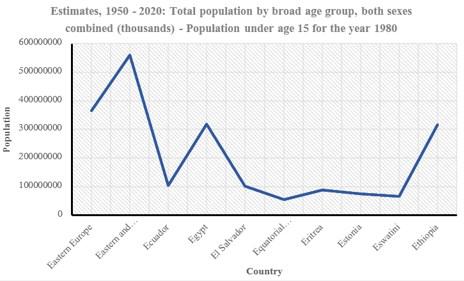 Estimates, 1950 - 2020: Total population by broad age group, both sexes
combined (thousands) - Population under age 15 for the year 1980
600000000
500000000
400000000
300000000
200000000
100000000
0
Population
Eastern Europe
Eastern and…
Ecuador
Egypt
El Salvador
Equatorial…
Eritrea
Estonia
Eswatini
Ethiopia
Country